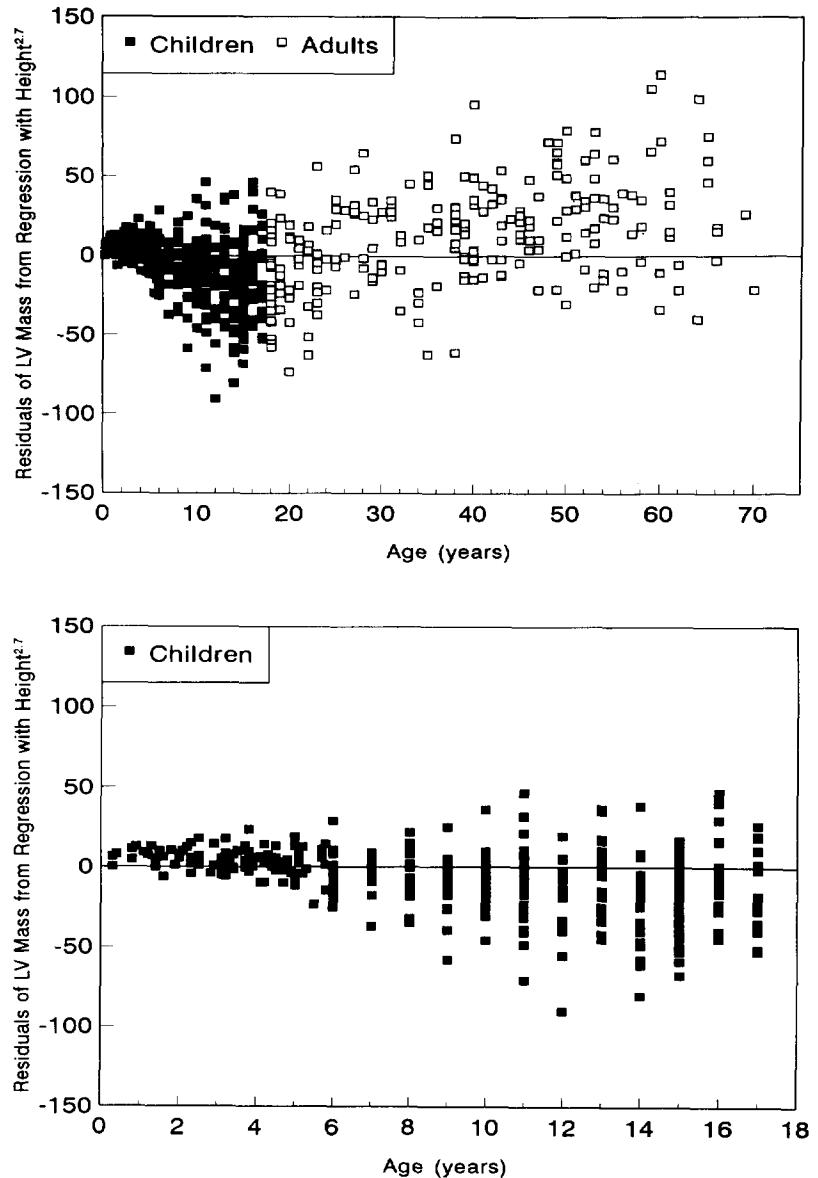 150
■ Children □ Adults
100
50
0
-50
-100
-150
Residuals of LV Mass from Regression with Height2.7
0 10 20 30 40 50 60 70
Age (years)
150
■ Children
100
50
0
-50
-100
-150
Residuals of LV Mass from Regression with Height2.7
0 2 4 6 8 10 12 14 16 18
Age (years)